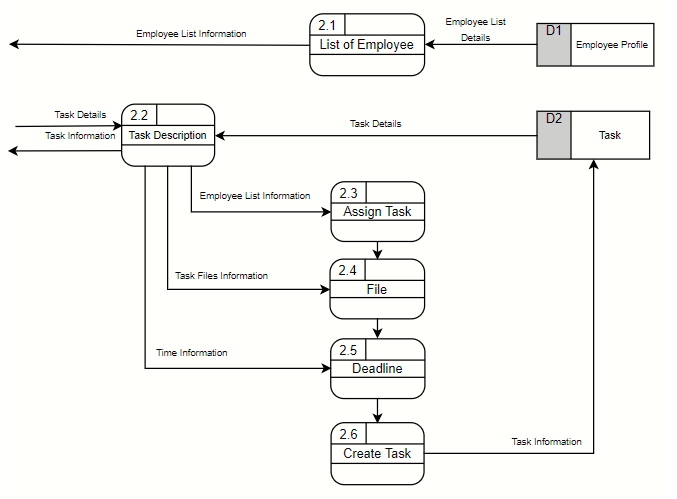 2.1
List of Employee
Employee List Information
Employee List
Details
D1
Employee Profile
2.2
Task Description
Task Details
Task Information
Task Details
D2
Task
Employee List Information
2.3
Assign Task
Task Files Information
2.4
File
Time Information
2.5
Deadline
2.6
Create Task
Task Information